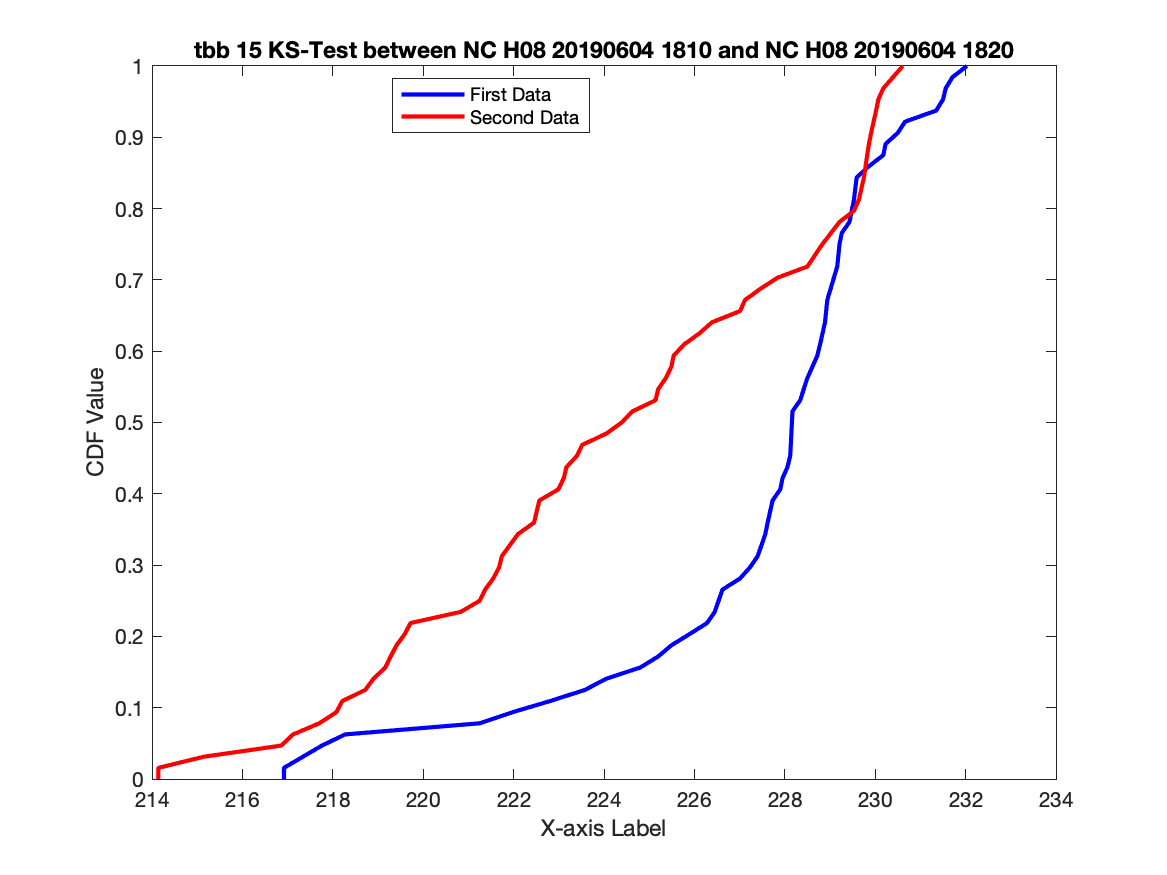 tbb 15 KS-Test between NC H08 20190604 1810 and NC H08 20190604 1820
First Data
Second Data
1
0.9
0.8
0.7
0.6
0.5
0.4
0.3
0.2
0.1
0
CDF Value
214 216 218 220 222 224 226 228 230 232 234
X-axis Label